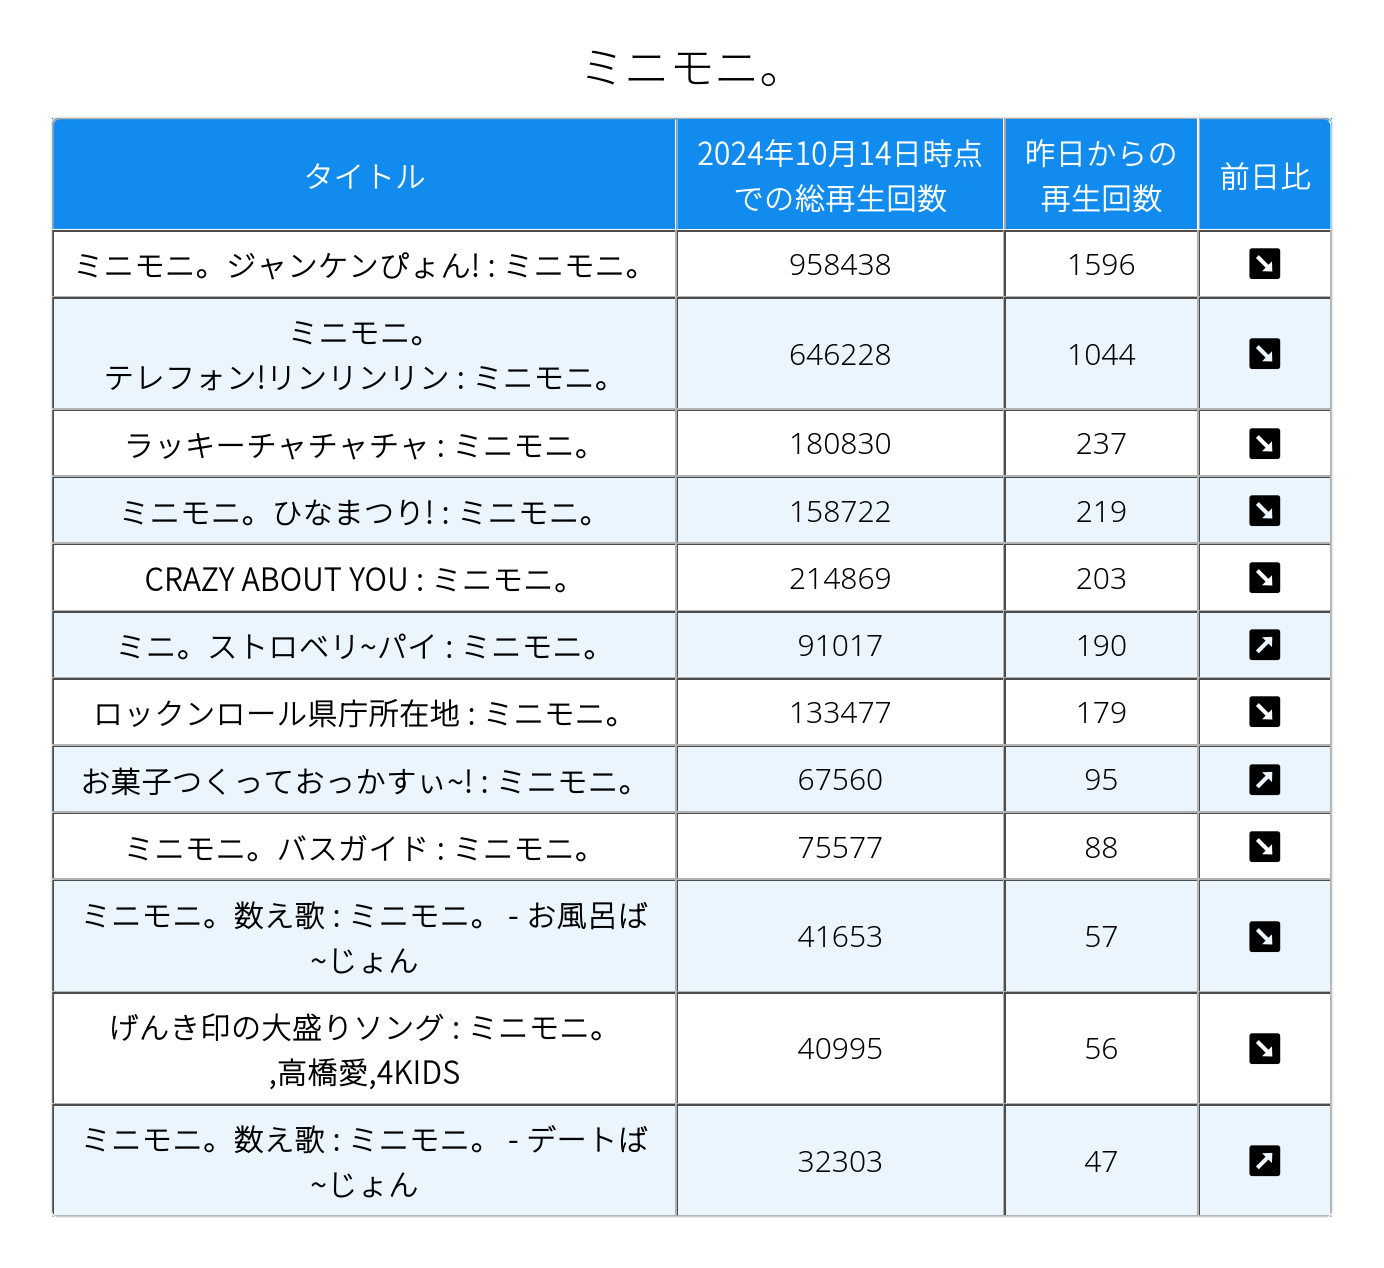 ミニモニ。
タイトル
2024年10月14日時点
での総再生回数
昨日からの
再生回数
前日比
ミニモニ。ジャンケンぴょん! : ミニモニ。
958438
1596
ミニモニ。
テレフォン!リンリンリン : ミニモニ。
646228
1044
ラッキーチャチャチャ : ミニモニ。
180830
237
ミニモニ。ひなまつり! : ミニモニ。
158722
219
CRAZY ABOUT YOU : ミニモニ。
214869
203
ミニ。ストロベリ~パイ : ミニモニ。
91017
190
ロックンロール県庁所在地 : ミニモニ。
133477
179
お菓子つくっておっかすぃ~! : ミニモニ。
67560
95
ミニモニ。バスガイド : ミニモニ。
75577
88
ミニモニ。数え歌 : ミニモニ。 - お風呂ば
~じょん
41653
57
げんき印の大盛りソング : ミニモニ。
,高橋愛,4KIDS
40995
56
ミニモニ。数え歌 : ミニモニ。 - デートば
~じょん
32303
47